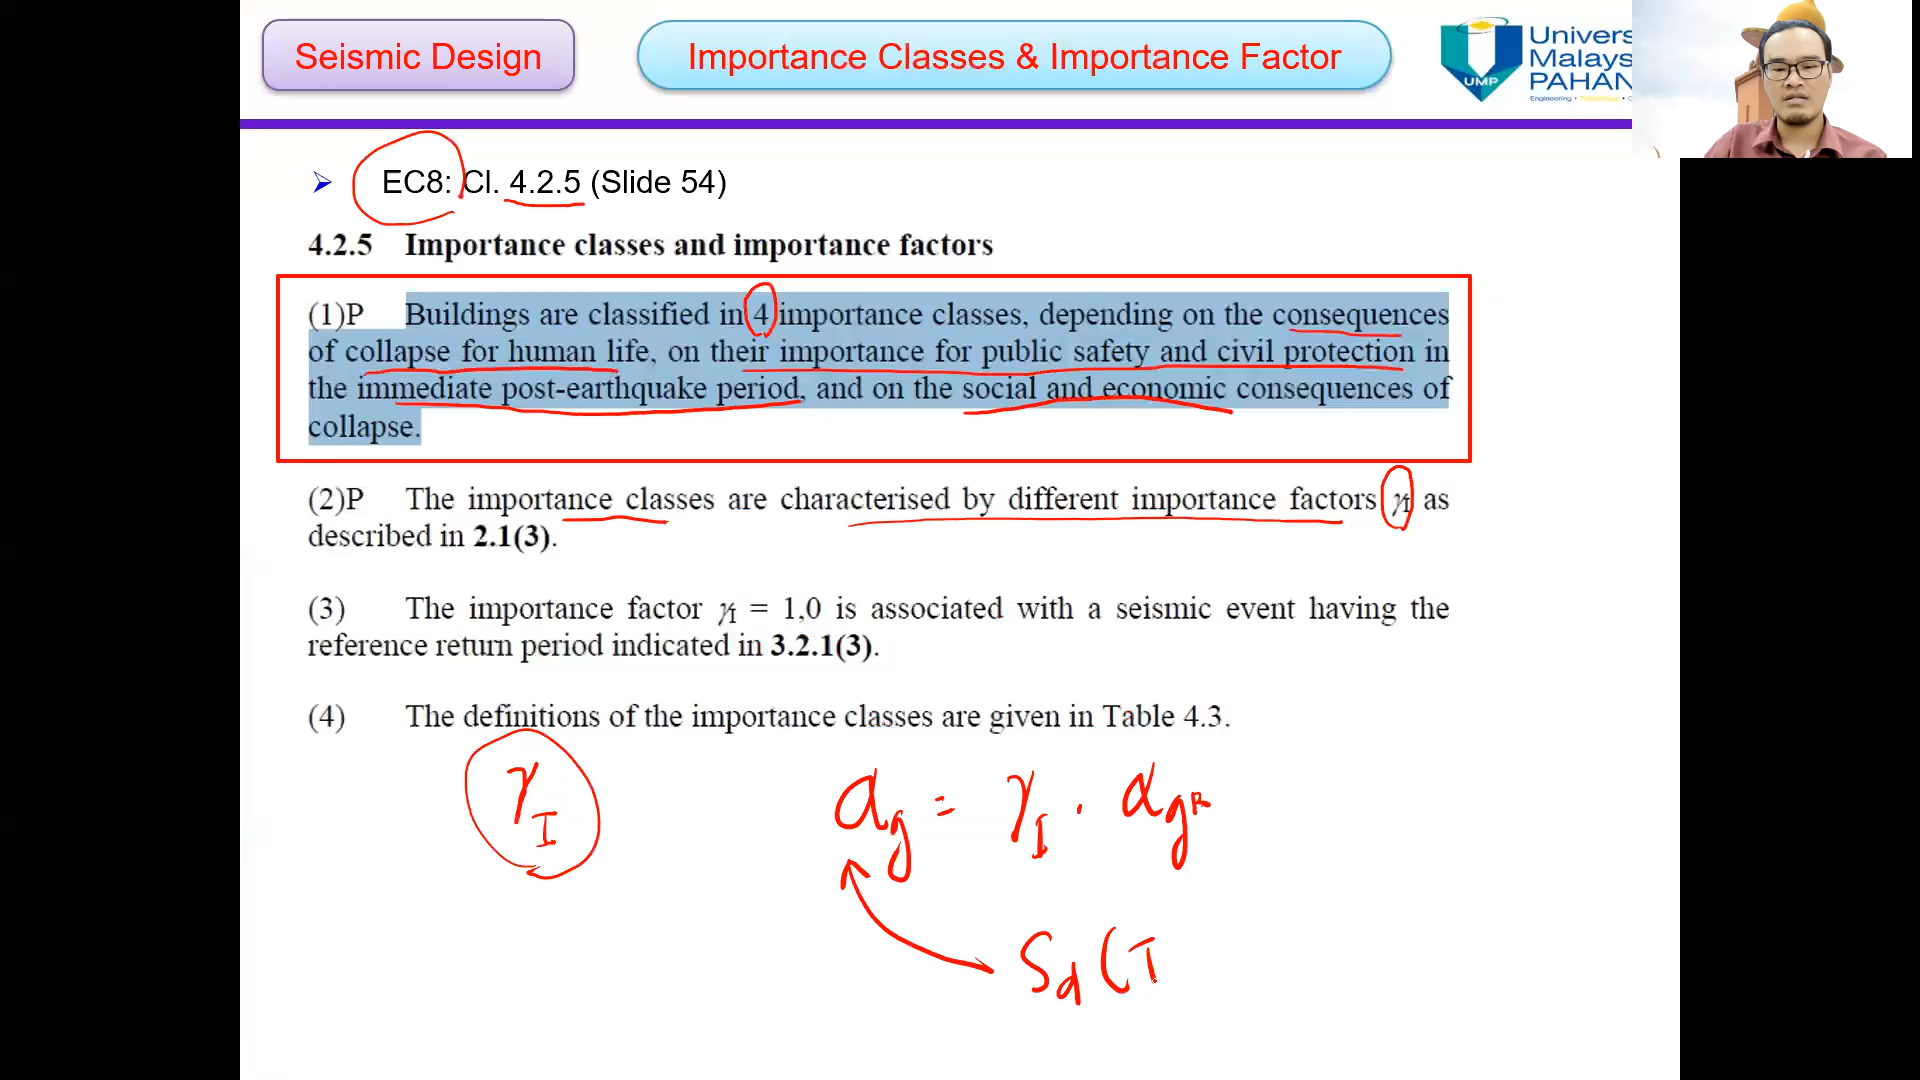 Seismic Design
Importance Classes & Importance Factor
UMP
Univers
Malays
PAHAN
Engineering •
EC8: Cl. 4.2.5 (Slide 54)
4.2.5 Importance classes and importance factors
(1)P Buildings are classified in 4 importance classes, depending on the consequences
of collapse for human life, on their importance for public safety and civil protection in
the immediate post-earthquake period, and on the social and economic consequences of
collapse.
(2)P The importance classes are characterised by different importance factors γI as
described in 2.1(3).
(3) The importance factor γI = 1,0 is associated with a seismic event having the
reference return period indicated in 3.2.1(3).
(4) The definitions of the importance classes are given in Table 4.3.
γI
ag = γI . agR
Sd (T